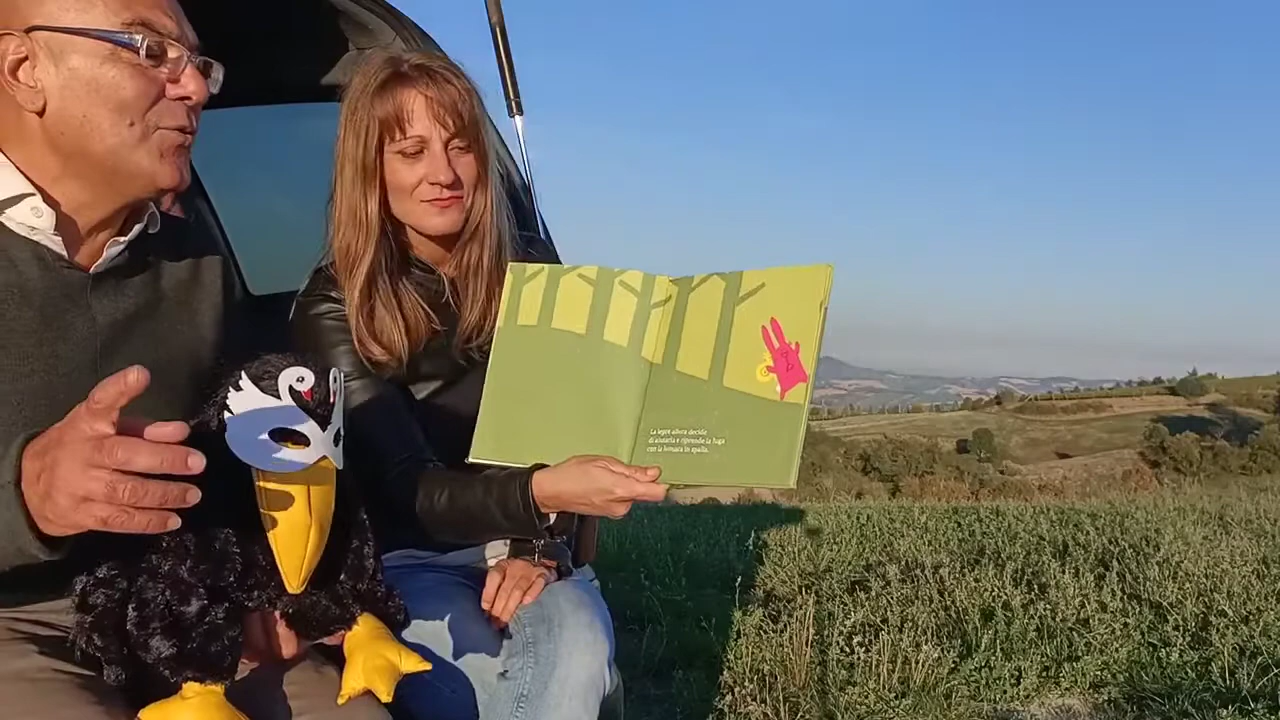 La lepre allora decide
di aiutarla e riprende la fuga
con la lumaca in spalla.